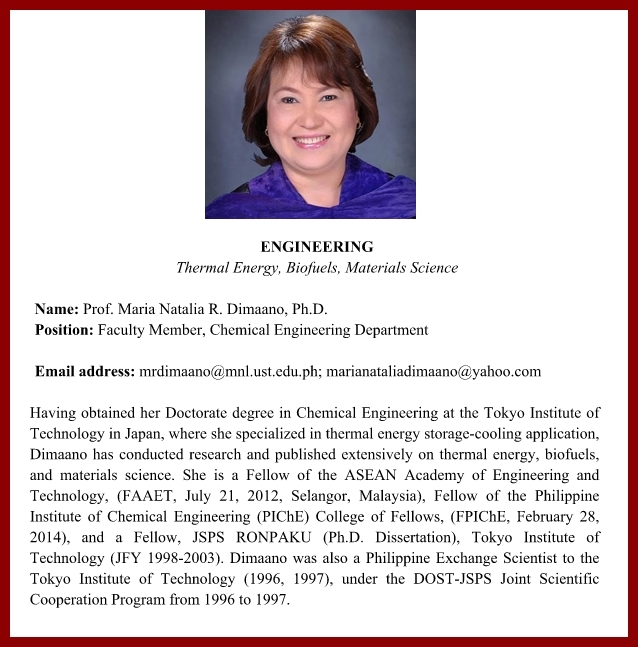 ENGINEERING
Thermal Energy, Biofuels, Materials Science
Name: Prof. Maria Natalia R. Dimaano, Ph.D.
Position: Faculty Member, Chemical Engineering Department
Email address: mrdimaano@mnl.ust.edu.ph; marianataliadimaano@yahoo.com
Having obtained her Doctorate degree in Chemical Engineering at the Tokyo Institute of
Technology in Japan, where she specialized in thermal energy storage-cooling application,
Dimaano has conducted research and published extensively on thermal energy, biofuels,
and materials science. She is a Fellow of the ASEAN Academy of Engineering and
Technology, (FAAET, July 21, 2012, Selangor, Malaysia), Fellow of the Philippine
Institute of Chemical Engineering (PIChE) College of Fellows, (FPIChE, February 28,
2014), and a Fellow, JSPS RONPAKU (Ph.D. Dissertation), Tokyo Institute of
Technology (JFY 1998-2003). Dimaano was also a Philippine Exchange Scientist to the
Tokyo Institute of Technology (1996, 1997), under the DOST-JSPS Joint Scientific
Cooperation Program from 1996 to 1997.